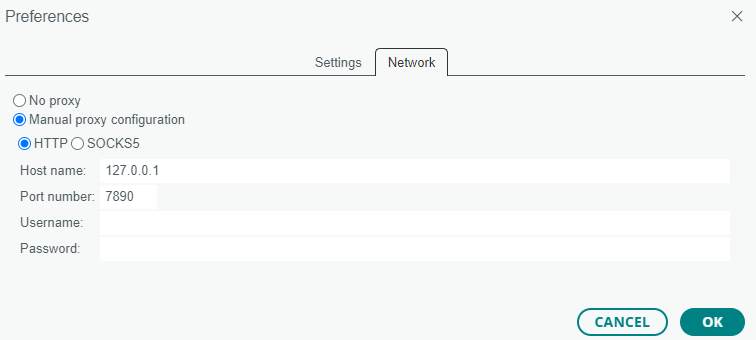 Preferences
Settings Network
No proxy
Manual proxy configuration
HTTP SOCKS5
Host name: 127.0.0.1
Port number: 7890
Username:
Password:
CANCEL OK